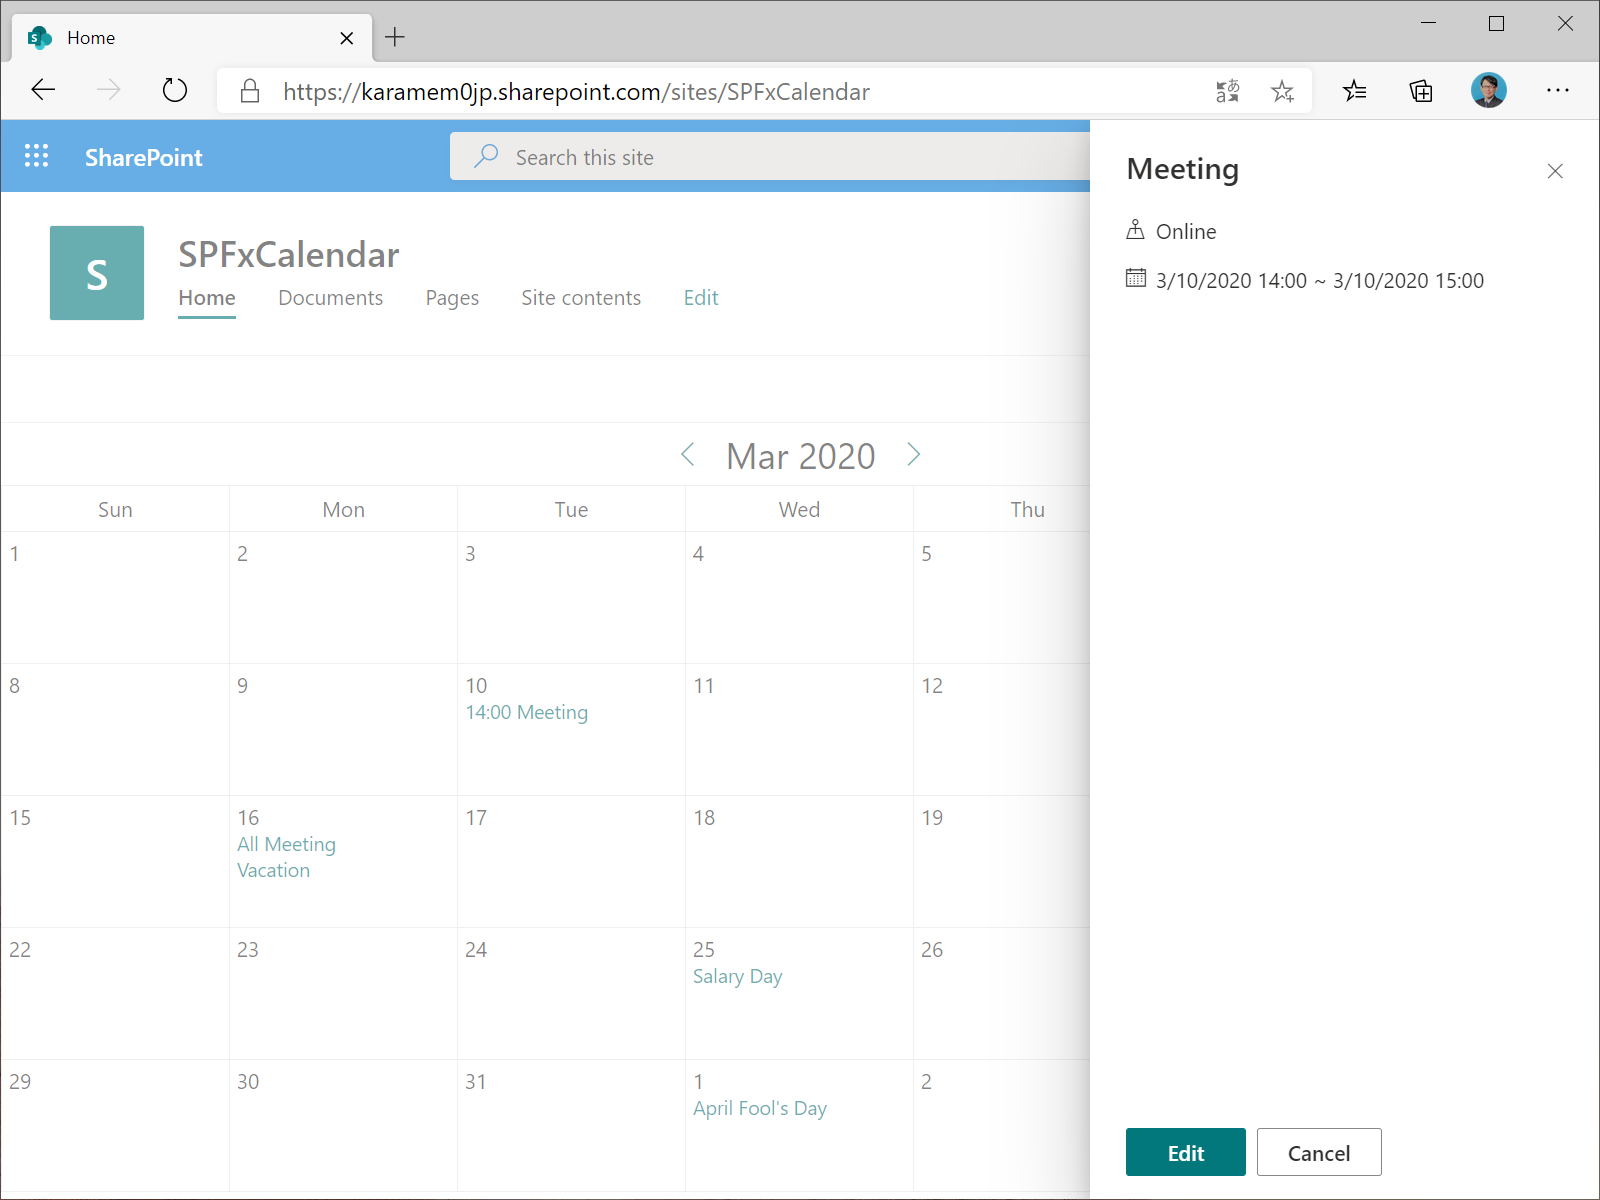 Home
https://karamem0jp.sharepoint.com/sites/SPFxCalendar
SharePoint
Search this site
S
SPFxCalendar
Home Documents Pages Site contents Edit
Mar 2020
Sun Mon Tue Wed Thu
1 2 3 4 5
8 9 10 11 12
14:00 Meeting
15 16 17 18 19
All Meeting
Vacation
22 23 24 25 26
Salary Day
29 30 31 1 2
April Fool's Day
Meeting
Online
3/10/2020 14:00 ~ 3/10/2020 15:00
Edit Cancel